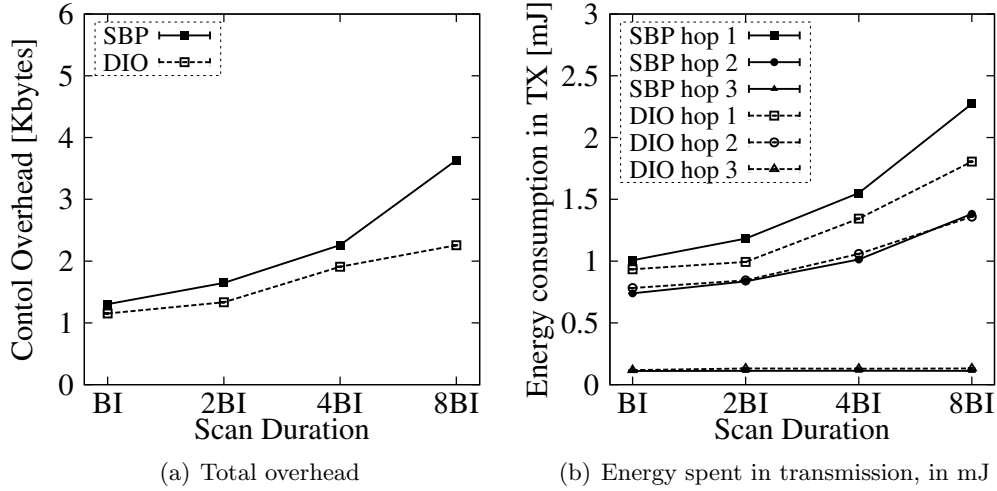 Contol Overhead [Kbytes]
6
5
4
3
2
1
0
SBP
DIO
BI 2BI 4BI 8BI
Scan Duration
(a) Total overhead
Energy consumption in TX [mJ]
3
2.5
2
1.5
1
0.5
0
SBP hop 1
SBP hop 2
SBP hop 3
DIO hop 1
DIO hop 2
DIO hop 3
BI 2BI 4BI 8BI
Scan Duration
(b) Energy spent in transmission, in mJ